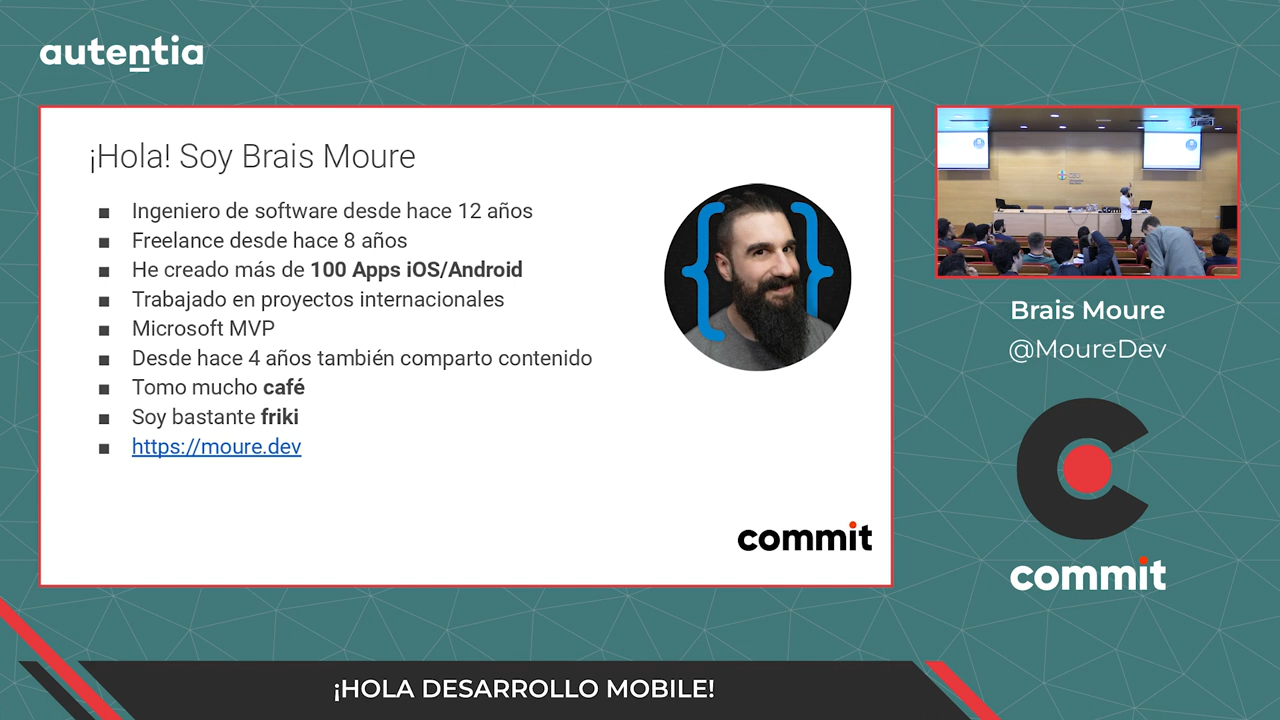 autentia
¡Hola! Soy Brais Moure
■ Ingeniero de software desde hace 12 años
■ Freelance desde hace 8 años
■ He creado más de 100 Apps iOS/Android
■ Trabajado en proyectos internacionales
■ Microsoft MVP
■ Desde hace 4 años también comparto contenido
■ Tomo mucho café
■ Soy bastante friki
■ https://moure.dev
commit
Brais Moure
@MoureDev
commit
¡HOLA DESARROLLO MOBILE!